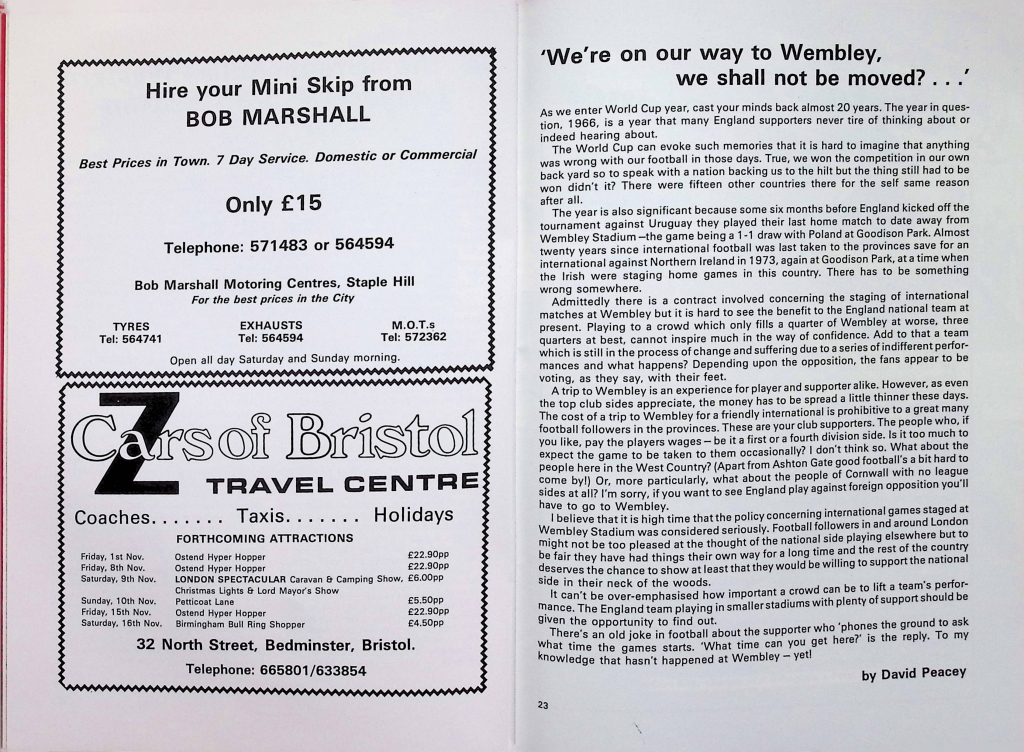 Hire your Mini Skip from
BOB MARSHALL
Best Prices in Town. 7 Day Service. Domestic or Commercial
Only £15
Telephone: 571483 or 564594
Bob Marshall Motoring Centres, Staple Hill
For the best prices in the City
TYRES EXHAUSTS M.O.T.s
Tel: 564741 Tel: 564594 Tel: 572362
Open all day Saturday and Sunday morning.
Z Cars of Bristol
TRAVEL CENTRE
Coaches....... Taxis....... Holidays
FORTHCOMING ATTRACTIONS
Friday, 1st Nov. Ostend Hyper Hopper £22.90pp
Friday, 8th Nov. Ostend Hyper Hopper £22.90pp
Saturday, 9th Nov. LONDON SPECTACULAR Caravan & Camping Show, £6.00pp
Christmas Lights & Lord Mayor's Show
Sunday, 10th Nov. Petticoat Lane £5.50pp
Friday, 15th Nov. Ostend Hyper Hopper £22.90pp
Saturday, 16th Nov. Birmingham Bull Ring Shopper £4.50pp
32 North Street, Bedminster, Bristol.
Telephone: 665801/633854
'We're on our way to Wembley,
we shall not be moved? . . .'
As we enter World Cup year, cast your minds back almost 20 years. The year in ques-
tion, 1966, is a year that many England supporters never tire of thinking about or
indeed hearing about.
The World Cup can evoke such memories that it is hard to imagine that anything
was wrong with our football in those days. True, we won the competition in our own
back yard so to speak with a nation backing us to the hilt but the thing still had to be
won didn't it? There were fifteen other countries there for the self same reason
after all.
The year is also significant because some six months before England kicked off the
tournament against Uruguay they played their last home match to date away from
Wembley Stadium —the game being a 1-1 draw with Poland at Goodison Park. Almost
twenty years since international football was last taken to the provinces save for an
international against Northern Ireland in 1973, again at Goodison Park, at a time when
the Irish were staging home games in this country. There has to be something
wrong somewhere.
Admittedly there is a contract involved concerning the staging of international
matches at Wembley but it is hard to see the benefit to the England national team at
present. Playing to a crowd which only fills a quarter of Wembley at worse, three
quarters at best, cannot inspire much in the way of confidence. Add to that a team
which is still in the process of change and suffering due to a series of indifferent perfor-
mances and what happens? Depending upon the opposition, the fans appear to be
voting, as they say, with their feet.
A trip to Wembley is an experience for player and supporter alike. However, as even
the top club sides appreciate, the money has to be spread a little thinner these days.
The cost of a trip to Wembley for a friendly international is prohibitive to a great many
football followers in the provinces. These are your club supporters. The people who, if
you like, pay the players wages — be it a first or a fourth division side. Is it too much to
expect the game to be taken to them occasionally? I don't think so. What about the
people here in the West Country? (Apart from Ashton Gate good football's a bit hard to
come by!) Or, more particularly, what about the people of Cornwall with no league
sides at all? I'm sorry, if you want to see England play against foreign opposition you'll
have to go to Wembley.
I believe that it is high time that the policy concerning international games staged at
Wembley Stadium was considered seriously. Football followers in and around London
might not be too pleased at the thought of the national side playing elsewhere but to
be fair they have had things their own way for a long time and the rest of the country
deserves the chance to show at least that they would be willing to support the national
side in their neck of the woods.
It can't be over-emphasised how important a crowd can be to lift a team's perfor-
mance. The England team playing in smaller stadiums with plenty of support should be
given the opportunity to find out.
There's an old joke in football about the supporter who 'phones the ground to ask
what time the games starts. 'What time can you get here?' is the reply. To my
knowledge that hasn't happened at Wembley — yet!
by David Peacey
23